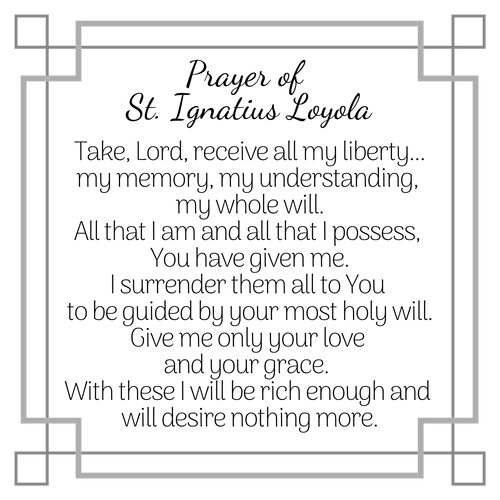 Prayer of
St. Ignatius Loyola
Take, Lord, receive all my liberty...
my memory, my understanding,
my whole will.
All that I am and all that I possess,
You have given me.
I surrender them all to You
to be guided by your most holy will.
Give me only your love
and your grace.
With these I will be rich enough and
will desire nothing more.